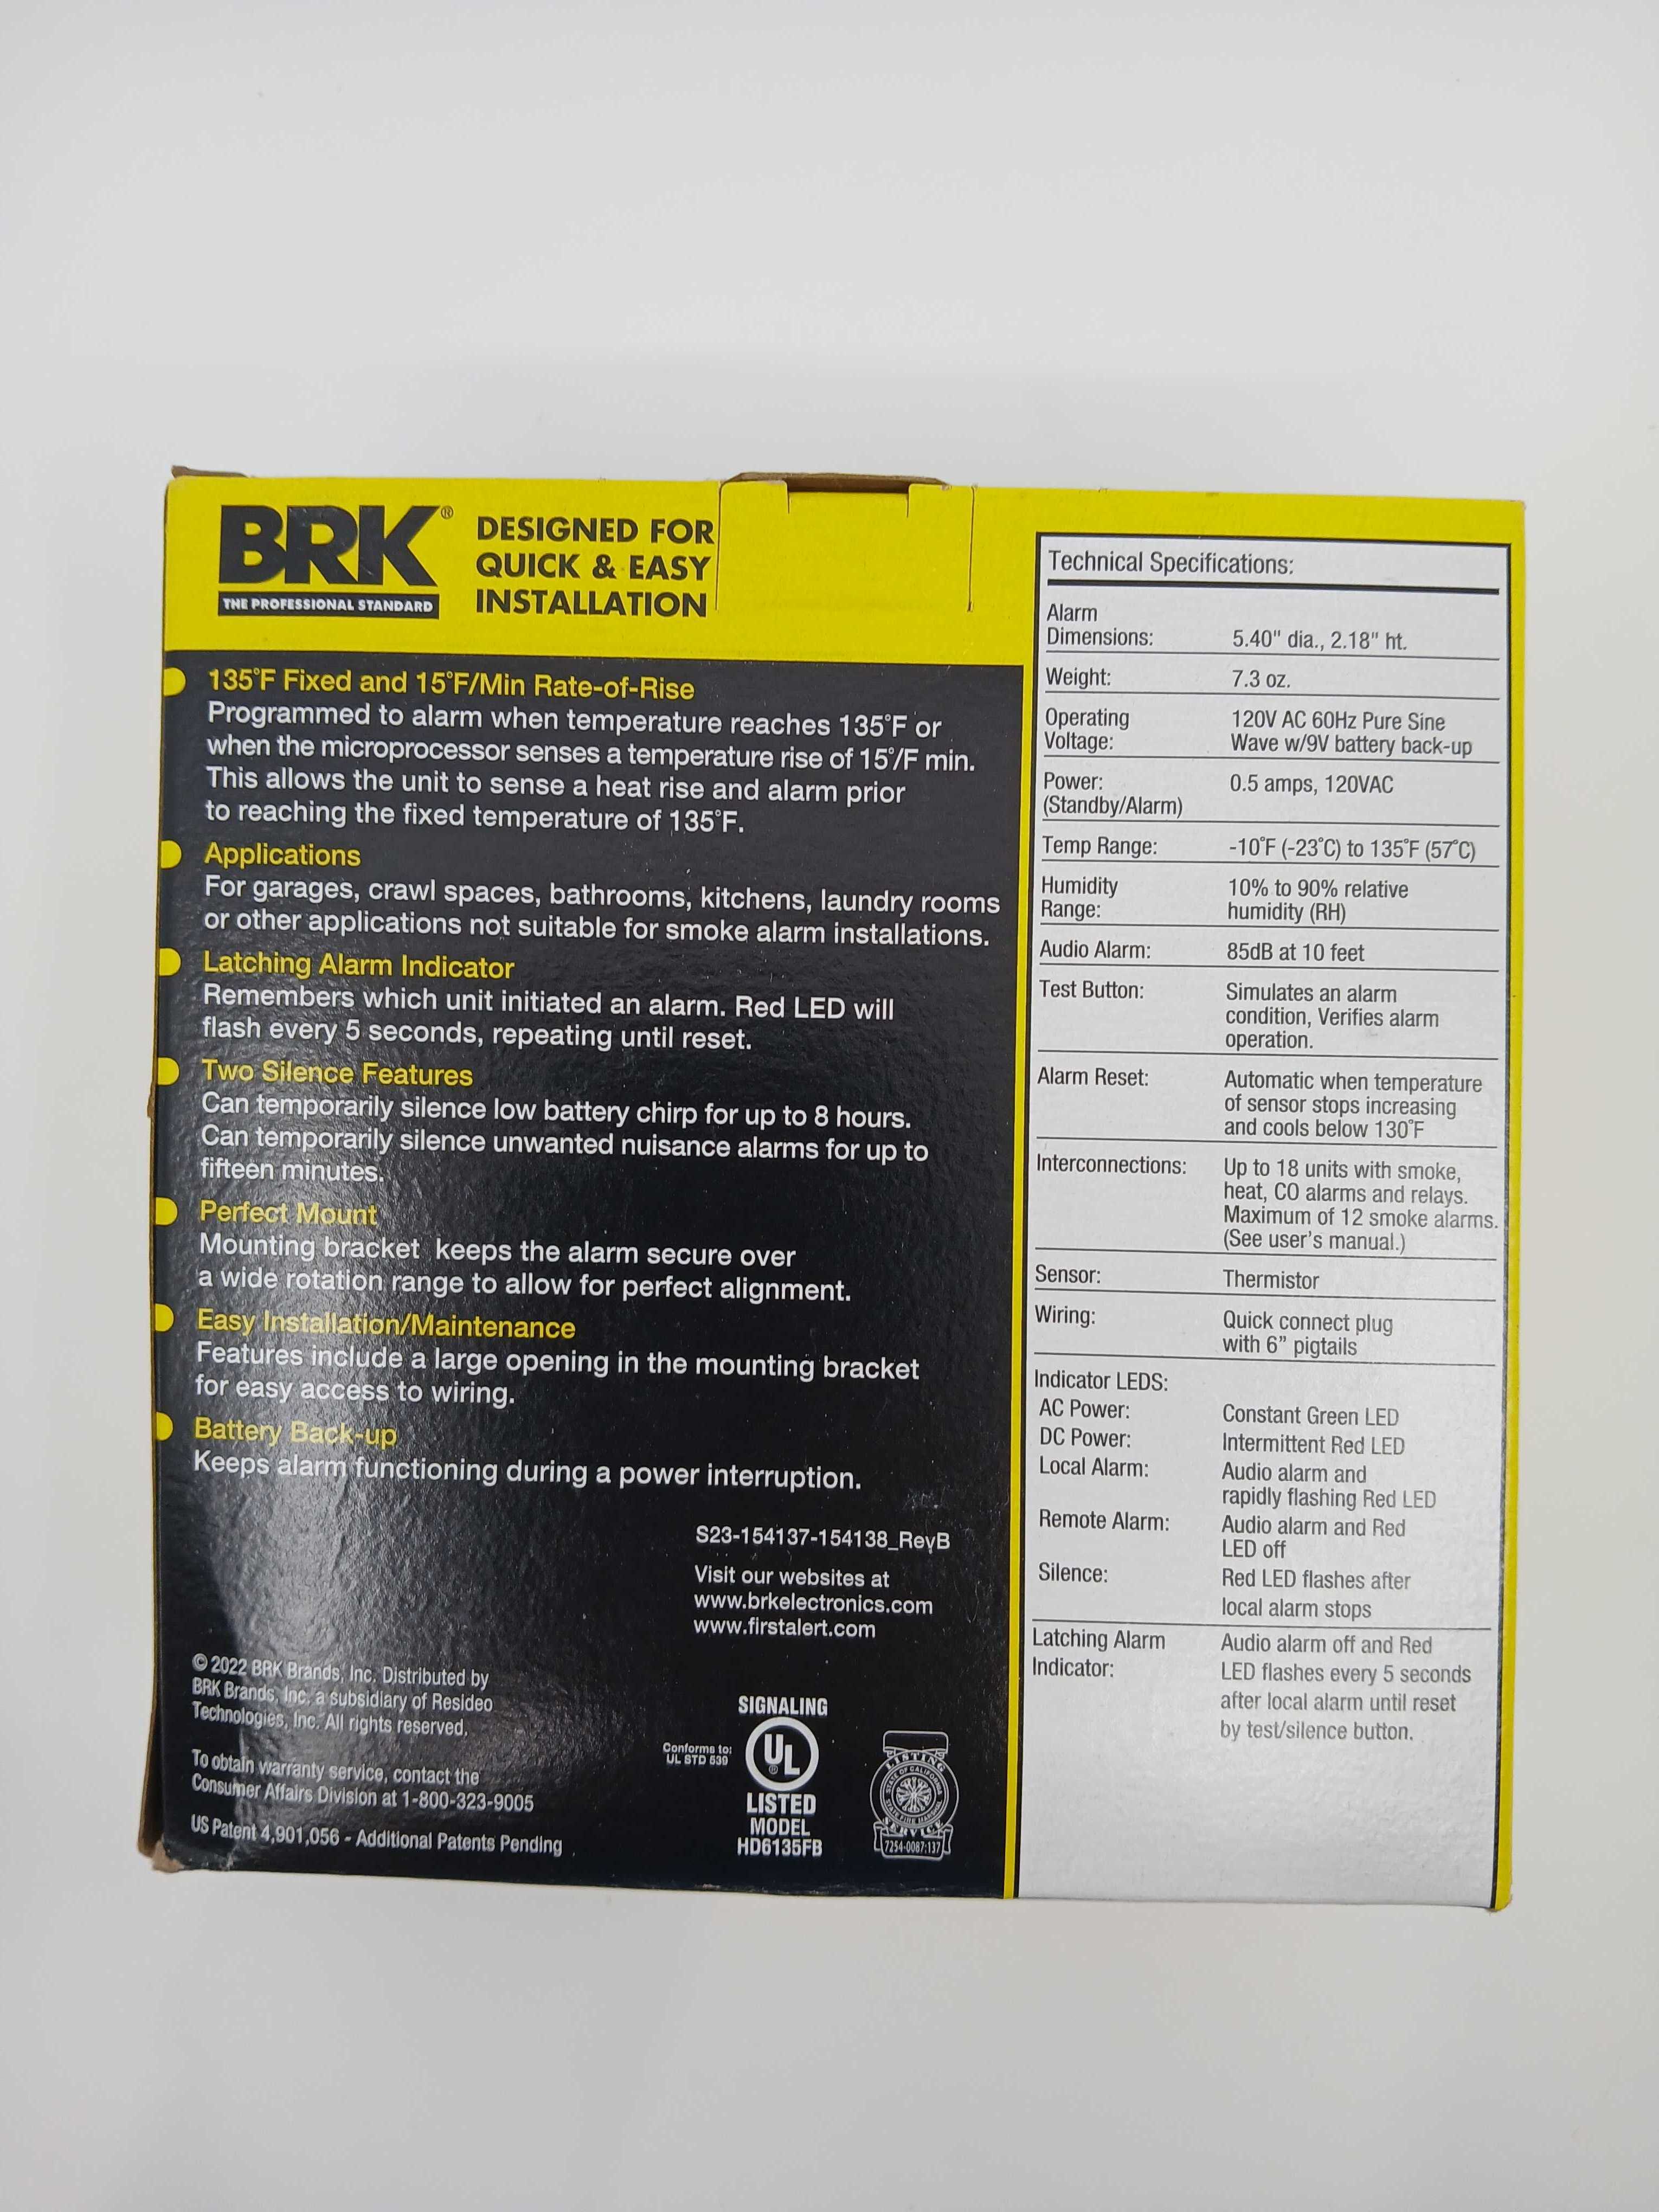 BRK®
THE PROFESSIONAL STANDARD
DESIGNED FOR
QUICK & EASY
INSTALLATION
135°F Fixed and 15°F/Min Rate-of-Rise
Programmed to alarm when temperature reaches 135°F or
when the microprocessor senses a temperature rise of 15°/F min.
This allows the unit to sense a heat rise and alarm prior
to reaching the fixed temperature of 135°F.
Applications
For garages, crawl spaces, bathrooms, kitchens, laundry rooms
or other applications not suitable for smoke alarm installations.
Latching Alarm Indicator
Remembers which unit initiated an alarm. Red LED will
flash every 5 seconds, repeating until reset.
Two Silence Features
Can temporarily silence low battery chirp for up to 8 hours.
Can temporarily silence unwanted nuisance alarms for up to
fifteen minutes.
Perfect Mount
Mounting bracket keeps the alarm secure over
a wide rotation range to allow for perfect alignment.
Easy Installation/Maintenance
Features include a large opening in the mounting bracket
for easy access to wiring.
Battery Back-up
Keeps alarm functioning during a power interruption.
S23-154137-154138_RevB
Visit our websites at
www.brkelectronics.com
www.firstalert.com
© 2022 BRK Brands, Inc. Distributed by
BRK Brands, Inc. a subsidiary of Resideo
Technologies, Inc. All rights reserved.
To obtain warranty service, contact the
Consumer Affairs Division at 1-800-323-9005
US Patent 4,901,056 - Additional Patents Pending
Conforms to:
UL STD 539
SIGNALING
UL®
LISTED
MODEL
HD6135FB
LISTING
STATE OF CALIFORNIA
STATE FIRE MARSHAL
SERVICE
7254-0087:137
Technical Specifications:
Alarm
Dimensions: 5.40" dia., 2.18" ht.
Weight: 7.3 oz.
Operating 120V AC 60Hz Pure Sine
Voltage: Wave w/9V battery back-up
Power: 0.5 amps, 120VAC
(Standby/Alarm)
Temp Range: -10°F (-23°C) to 135°F (57°C)
Humidity 10% to 90% relative
Range: humidity (RH)
Audio Alarm: 85dB at 10 feet
Test Button: Simulates an alarm
condition, Verifies alarm
operation.
Alarm Reset: Automatic when temperature
of sensor stops increasing
and cools below 130°F
Interconnections: Up to 18 units with smoke,
heat, CO alarms and relays.
Maximum of 12 smoke alarms.
(See user's manual.)
Sensor: Thermistor
Wiring: Quick connect plug
with 6” pigtails
Indicator LEDS:
AC Power: Constant Green LED
DC Power: Intermittent Red LED
Local Alarm: Audio alarm and
rapidly flashing Red LED
Remote Alarm: Audio alarm and Red
LED off
Silence: Red LED flashes after
local alarm stops
Latching Alarm Audio alarm off and Red
Indicator: LED flashes every 5 seconds
after local alarm until reset
by test/silence button.